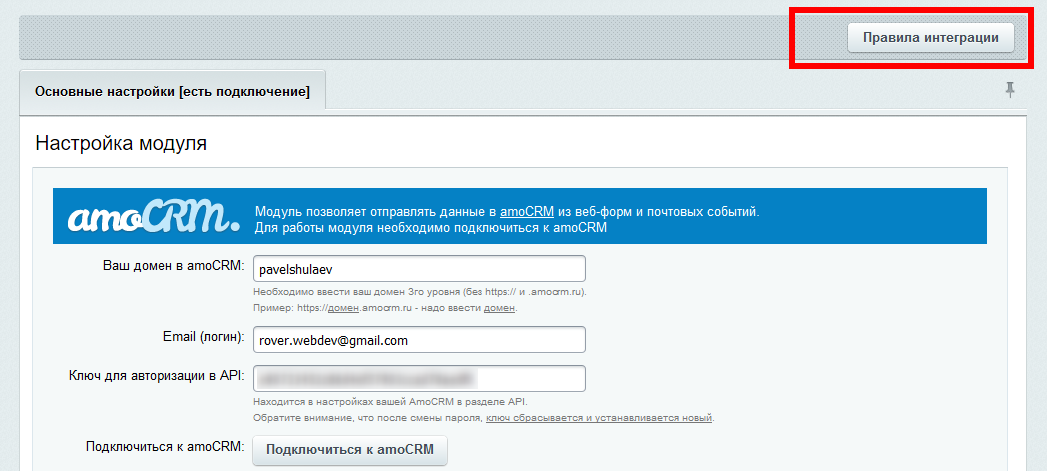 Правила интеграции
Основные настройки [есть подключение]
Настройка модуля
amoCRM.
Модуль позволяет отправлять данные в amoCRM из веб-форм и почтовых событий.
Для работы модуля необходимо подключиться к amoCRM
Ваш домен в amoCRM: pavelshulaev
Необходимо ввести ваш домен 3го уровня (без https:// и .amocrm.ru).
Пример: https://домен.amocrm.ru - надо ввести домен.
Email (логин): rover.webdev@gmail.com
Ключ для авторизации в API:
Находится в настройках вашей AmoCRM в разделе API.
Обратите внимание, что после смены пароля, ключ сбрасывается и устанавливается новый.
Подключиться к amoCRM: Подключиться к amoCRM